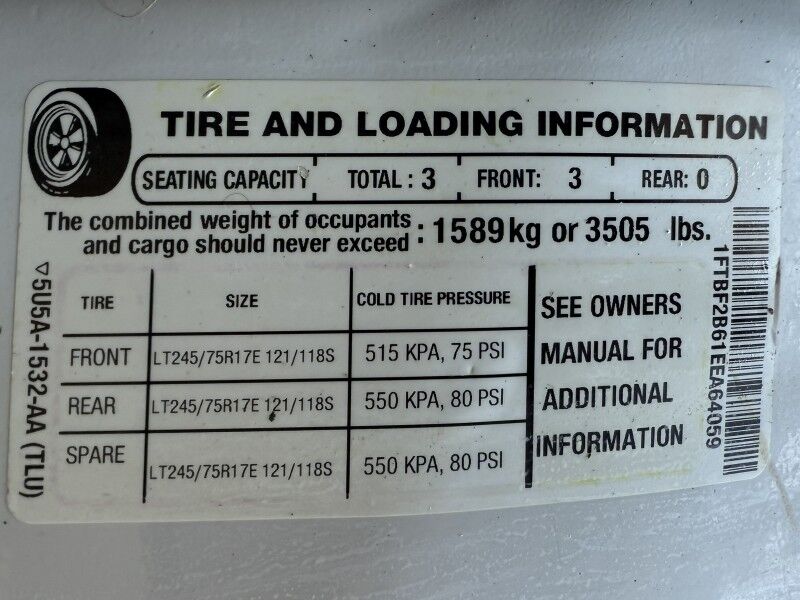 TIRE AND LOADING INFORMATION
SEATING CAPACITY TOTAL : 3 FRONT: 3 REAR: 0
The combined weight of occupants
and cargo should never exceed : 1589kg or 3505 lbs.
TIRE SIZE COLD TIRE PRESSURE
FRONT LT245/75R17E 121/118S 515 KPA, 75 PSI
REAR LT245/75R17E 121/118S 550 KPA, 80 PSI
SPARE LT245/75R17E 121/118S 550 KPA, 80 PSI
SEE OWNERS
MANUAL FOR
ADDITIONAL
INFORMATION
▽5U5A-1532-AA (TLU)
1FTBF2B61EEA64059